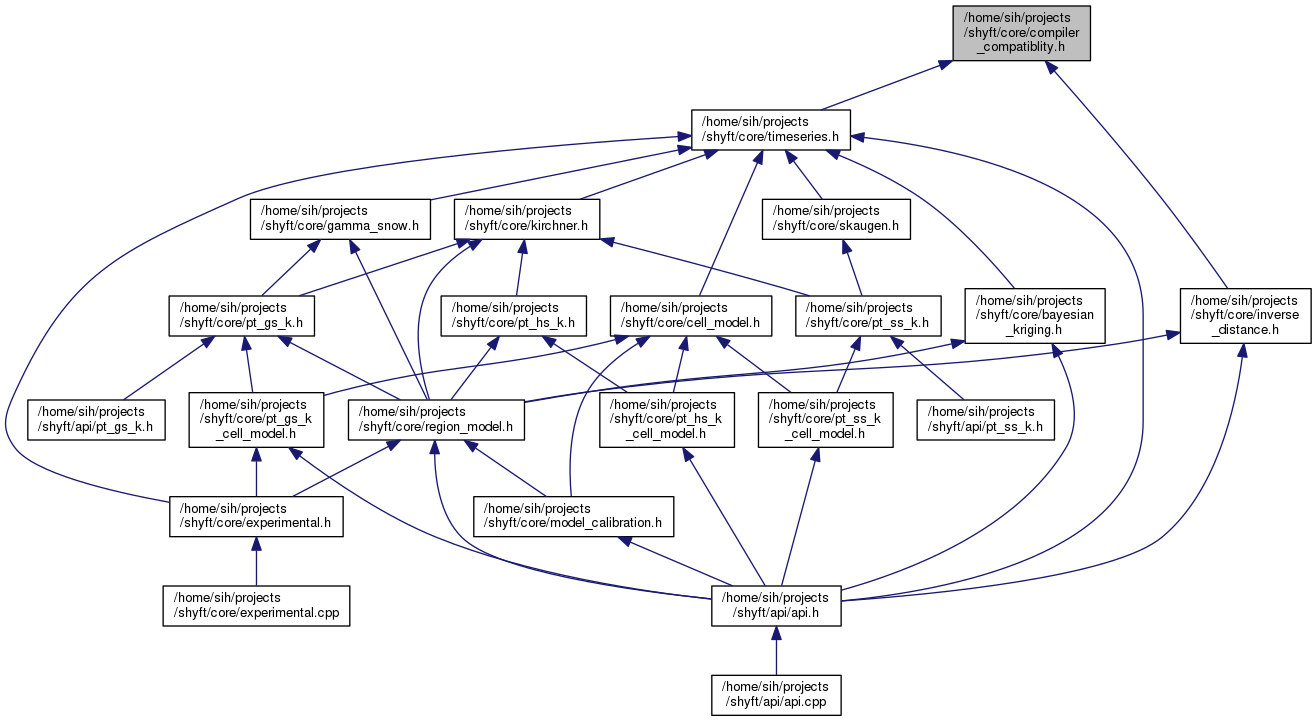 /home/sih/projects
/shyft/core/compiler
_compatiblity.h
/home/sih/projects
/shyft/core/timeseries.h
/home/sih/projects
/shyft/core/gamma_snow.h
/home/sih/projects
/shyft/core/kirchner.h
/home/sih/projects
/shyft/core/skaugen.h
/home/sih/projects
/shyft/core/pt_gs_k.h
/home/sih/projects
/shyft/core/pt_hs_k.h
/home/sih/projects
/shyft/core/cell_model.h
/home/sih/projects
/shyft/core/pt_ss_k.h
/home/sih/projects
/shyft/core/bayesian
_kriging.h
/home/sih/projects
/shyft/core/inverse
_distance.h
/home/sih/projects
/shyft/api/pt_gs_k.h
/home/sih/projects
/shyft/core/pt_gs_k
_cell_model.h
/home/sih/projects
/shyft/core/region_model.h
/home/sih/projects
/shyft/core/pt_hs_k
_cell_model.h
/home/sih/projects
/shyft/core/pt_ss_k
_cell_model.h
/home/sih/projects
/shyft/api/pt_ss_k.h
/home/sih/projects
/shyft/core/experimental.h
/home/sih/projects
/shyft/core/model_calibration.h
/home/sih/projects
/shyft/core/experimental.cpp
/home/sih/projects
/shyft/api/api.h
/home/sih/projects
/shyft/api/api.cpp